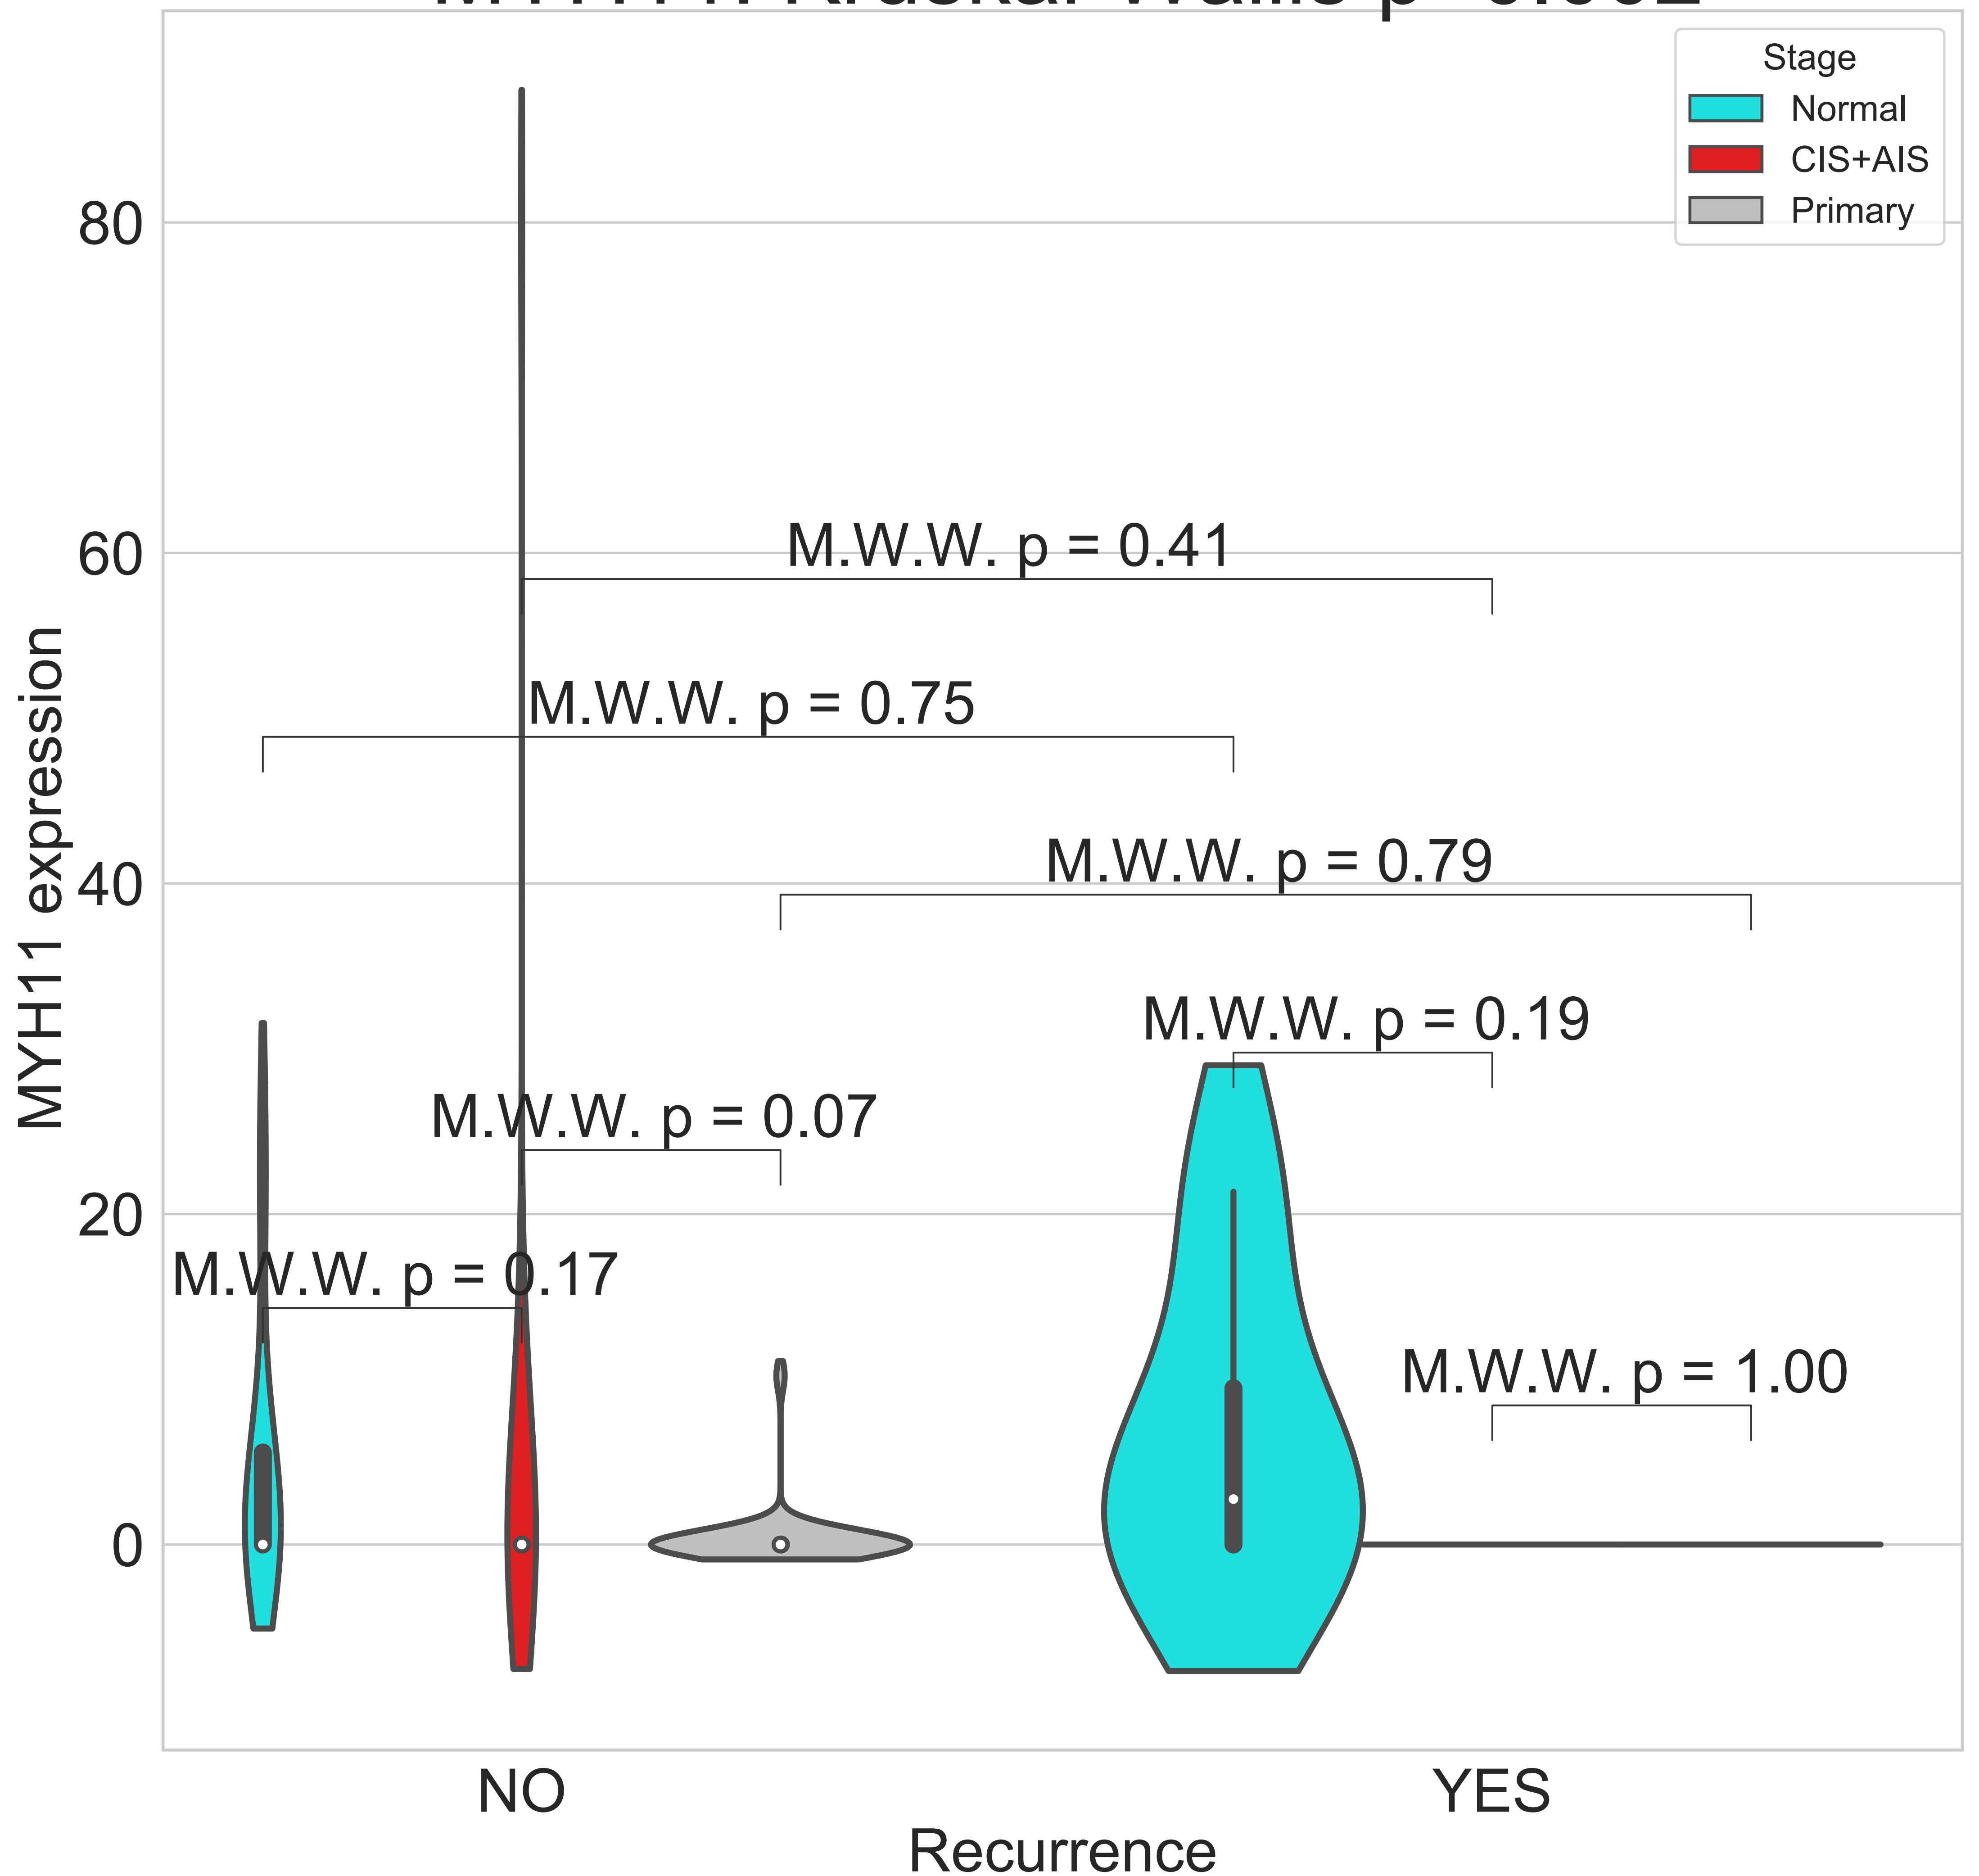 Stage
Normal
CIS+AIS
Primary
80
60
40
20
0
MYH11 expression
M.W.W. p = 0.41
M.W.W. p = 0.75
M.W.W. p = 0.79
M.W.W. p = 0.19
M.W.W. p = 0.07
M.W.W. p = 0.17
M.W.W. p = 1.00
NO
YES
Recurrence